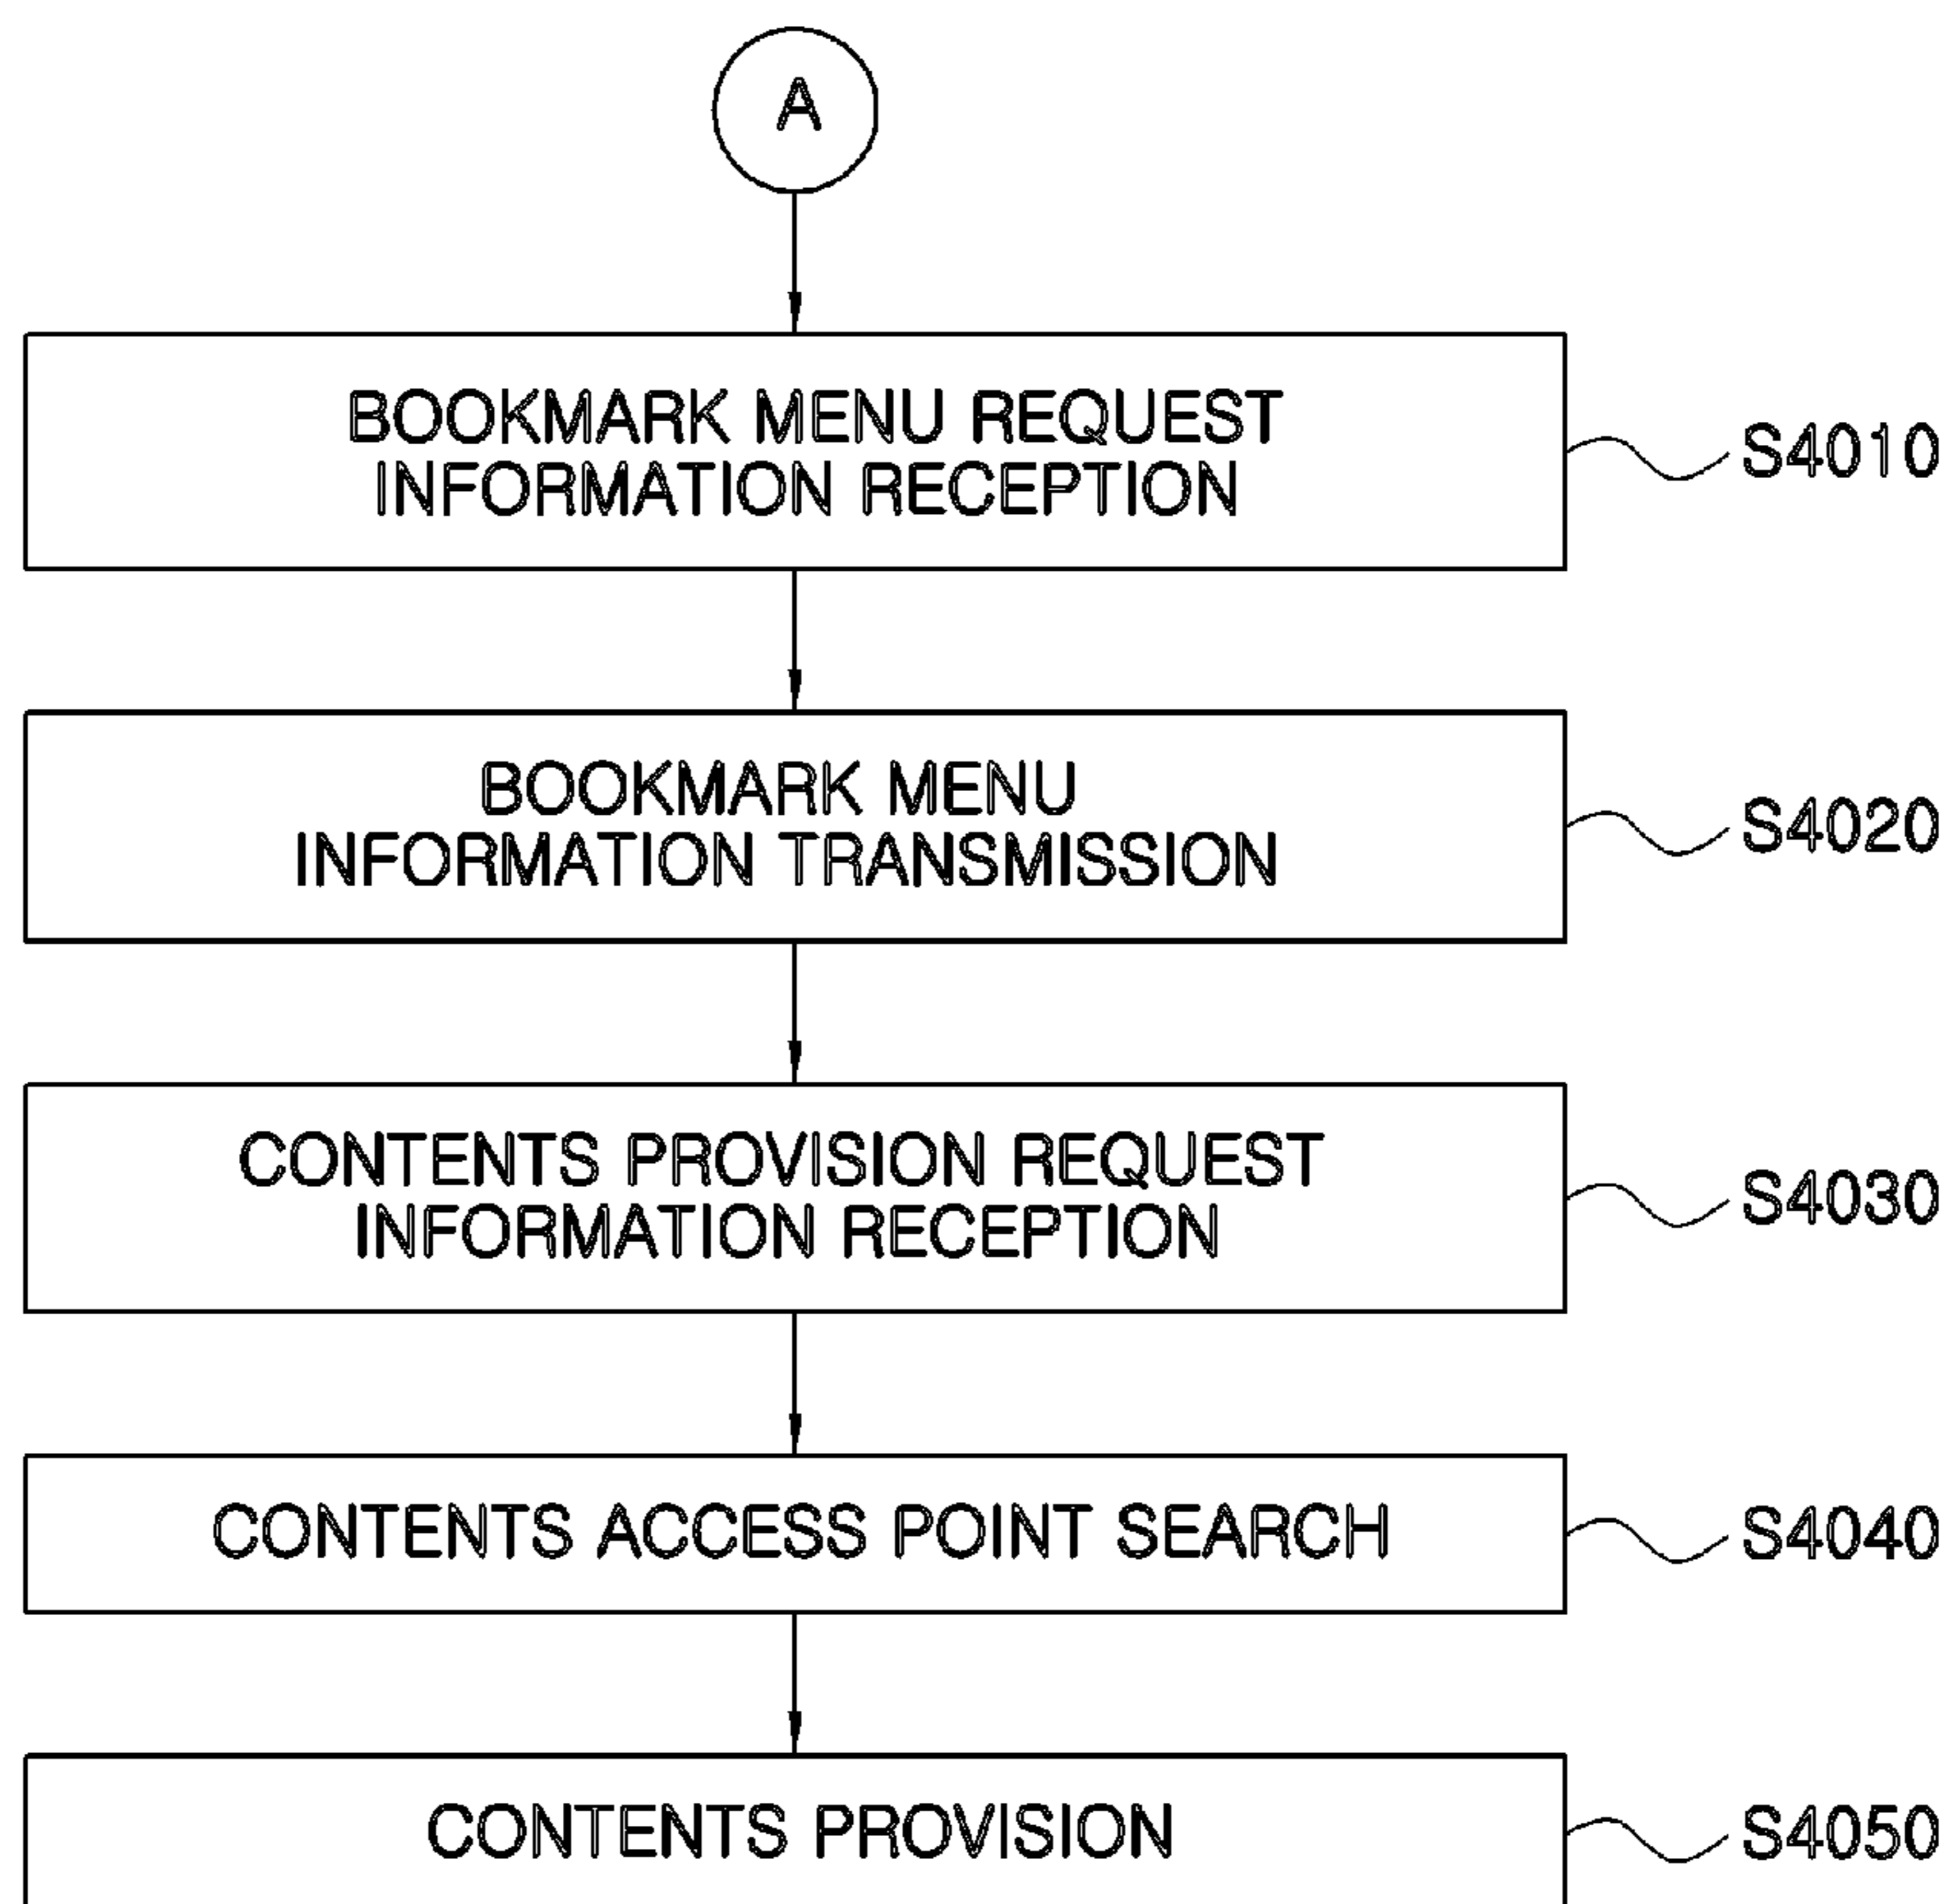 A
BOOKMARK MENU REQUEST
INFORMATION RECEPTION
S4010
BOOKMARK MENU
INFORMATION TRANSMISSION
S4020
CONTENTS PROVISION REQUEST
INFORMATION RECEPTION
S4030
CONTENTS ACCESS POINT SEARCH
S4040
CONTENTS PROVISION
S4050